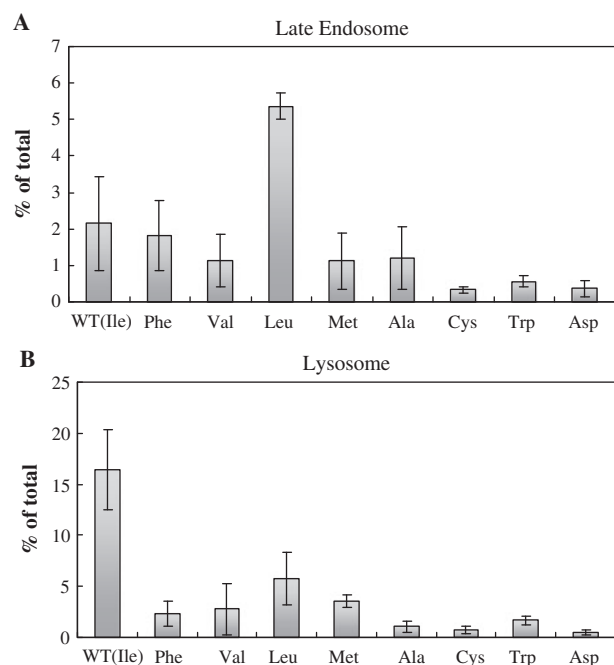 A
Late Endosome
% of total
7
6
5
4
3
2
1
0
WT(Ile) Phe Val Leu Met Ala Cys Trp Asp
B
Lysosome
% of total
25
20
15
10
5
0
WT(Ile) Phe Val Leu Met Ala Cys Trp Asp